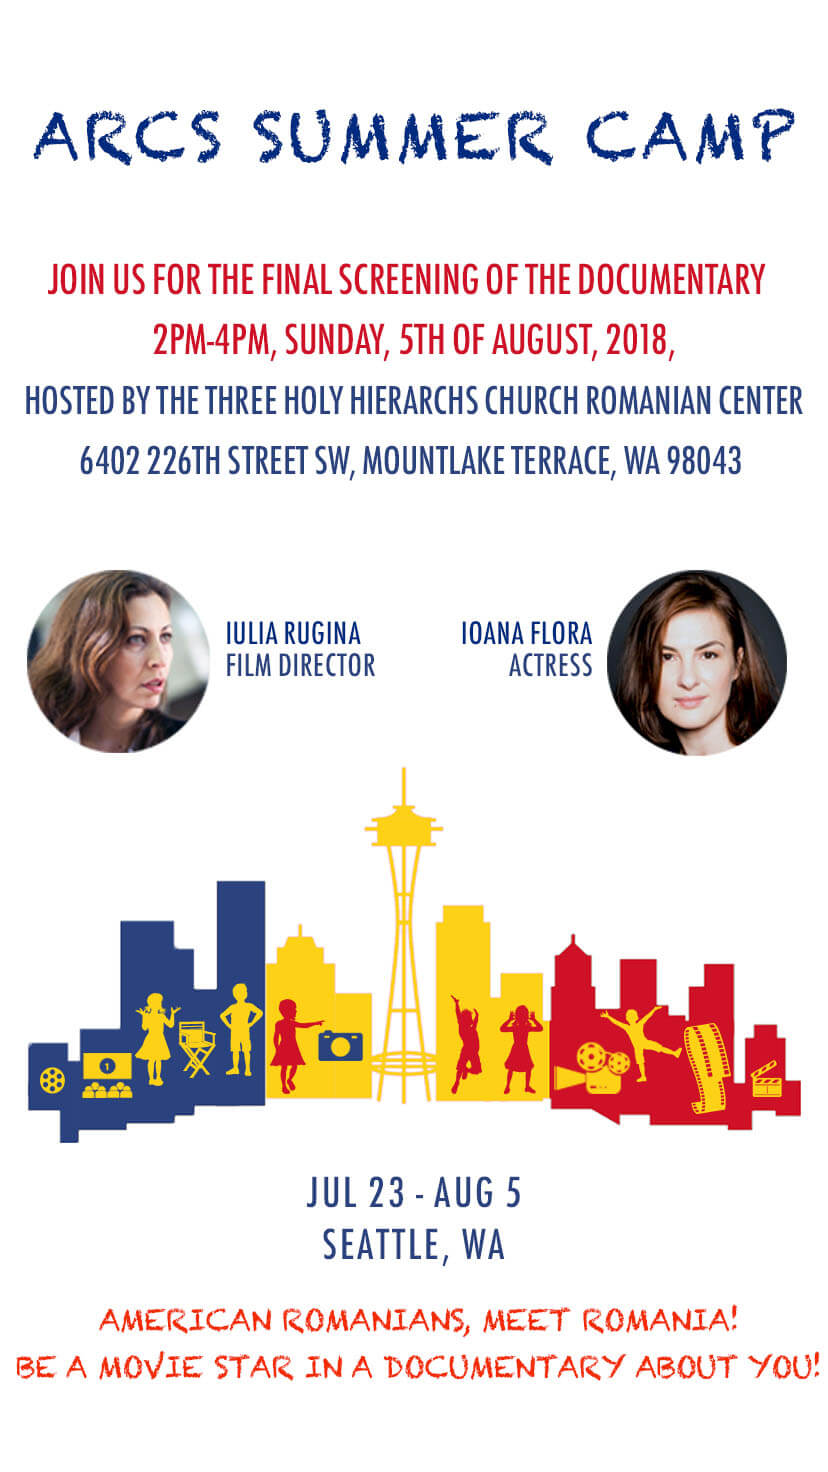 ARCS SUMMER CAMP
JOIN US FOR THE FINAL SCREENING OF THE DOCUMENTARY
2PM-4PM, SUNDAY, 5TH OF AUGUST, 2018,
HOSTED BY THE THREE HOLY HIERARCHS CHURCH ROMANIAN CENTER
6402 226TH STREET SW, MOUNTLAKE TERRACE, WA 98043
IULIA RUGINA
FILM DIRECTOR
IOANA FLORA
ACTRESS
1
JUL 23 - AUG 5
SEATTLE, WA
AMERICAN ROMANIANS, MEET ROMANIA!
BE A MOVIE STAR IN A DOCUMENTARY ABOUT YOU!